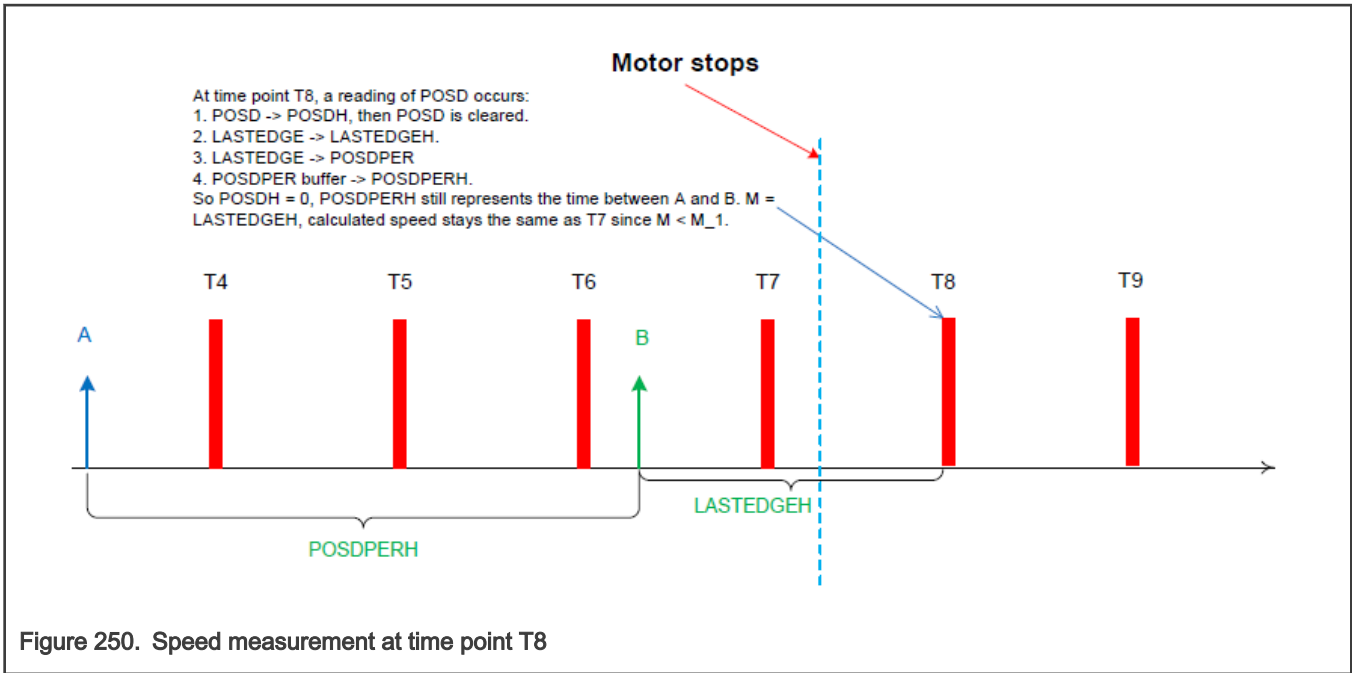 Motor stops
At time point T8, a reading of POSD occurs:
1. POSD -> POSDH, then POSD is cleared.
2. LASTEDGE -> LASTEDGEH.
3. LASTEDGE -> POSDPER
4. POSDPER buffer -> POSDPERH.
So POSDH = 0, POSDPERH still represents the time between A and B. M =
LASTEDGEH, calculated speed stays the same as T7 since M < M_1.
T4 T5 T6 T7 T8 T9
A B
LASTEDGEH
POSDPERH
Figure 250. Speed measurement at time point T8